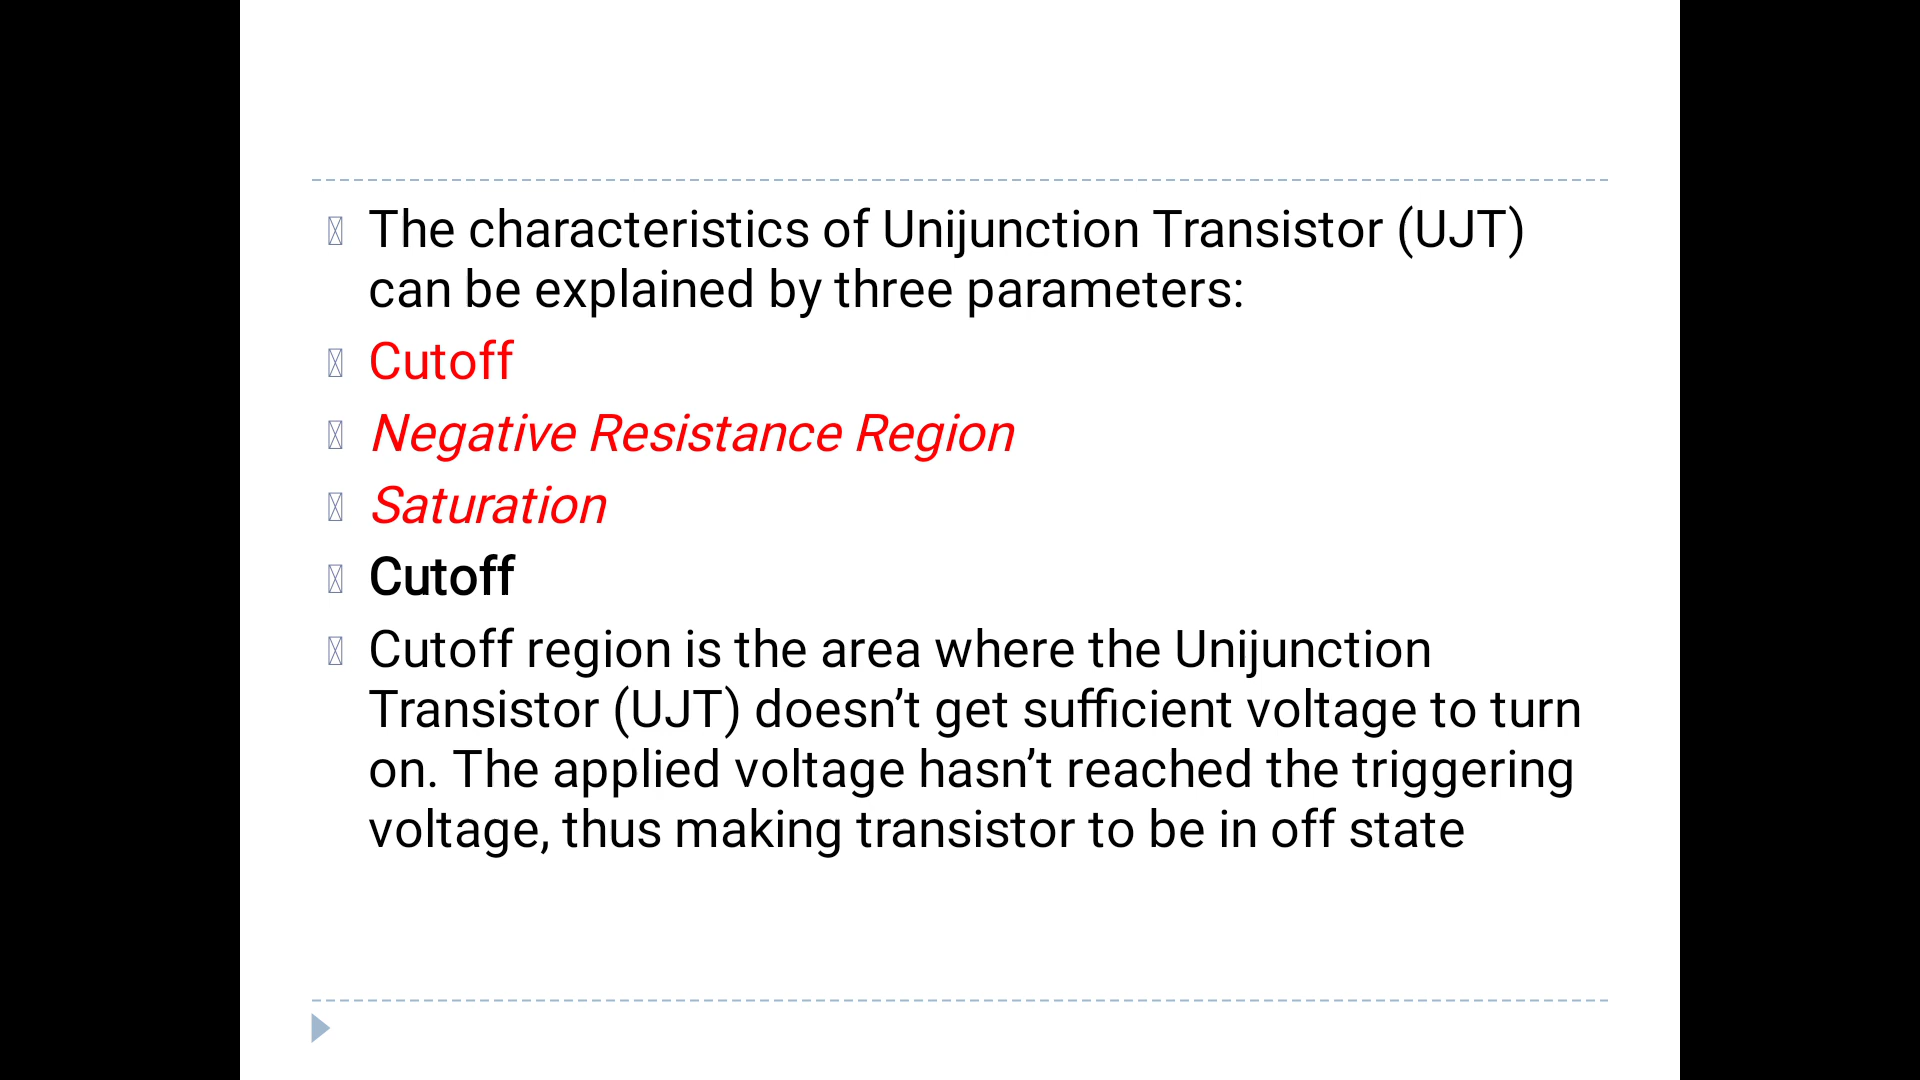 The characteristics of Unijunction Transistor (UJT)
can be explained by three parameters:
Cutoff
Negative Resistance Region
Saturation
Cutoff
Cutoff region is the area where the Unijunction
Transistor (UJT) doesn’t get sufficient voltage to turn
on. The applied voltage hasn’t reached the triggering
voltage, thus making transistor to be in off state